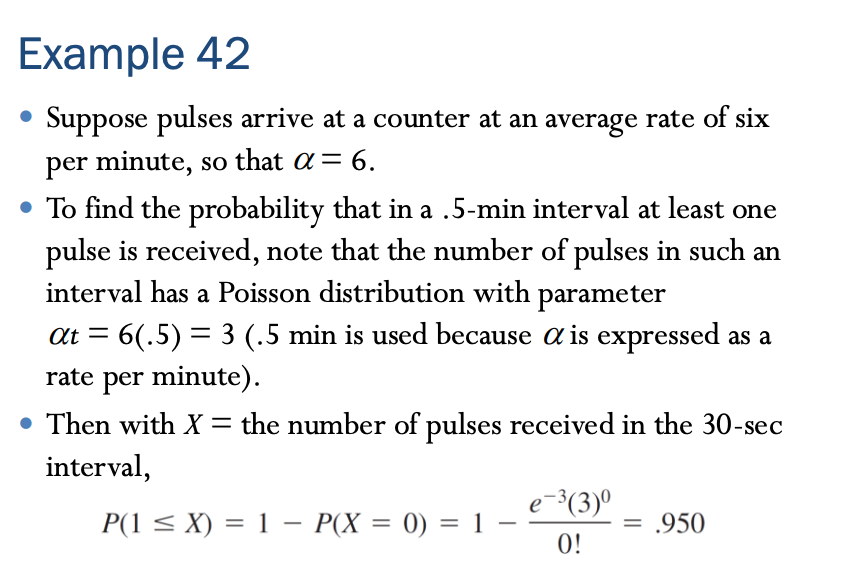 Example 42
• Suppose pulses arrive at a counter at an average rate of six
per minute, so that α = 6.
• To find the probability that in a .5-min interval at least one
pulse is received, note that the number of pulses in such an
interval has a Poisson distribution with parameter
αt = 6(.5) = 3 (.5 min is used because α is expressed as a
rate per minute).
• Then with X = the number of pulses received in the 30-sec
interval,
P(1 ≤ X) = 1 − P(X = 0) = 1 − e⁻³(3)⁰ / 0! = .950